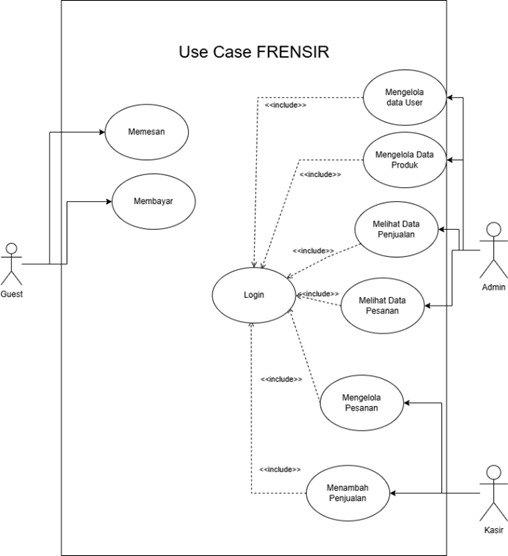 Use Case FRENSIR
Mengelola
data User
<<include>>
Memesan
Mengelola Data
Produk
<<include>>
Membayar
Melihat Data
Penjualan
<<include>>
Guest
Admin
Login
<<include>>
Melihat Data
Pesanan
<<include>>
Mengelola
Pesanan
<<include>>
Menambah
Penjualan
Kasir